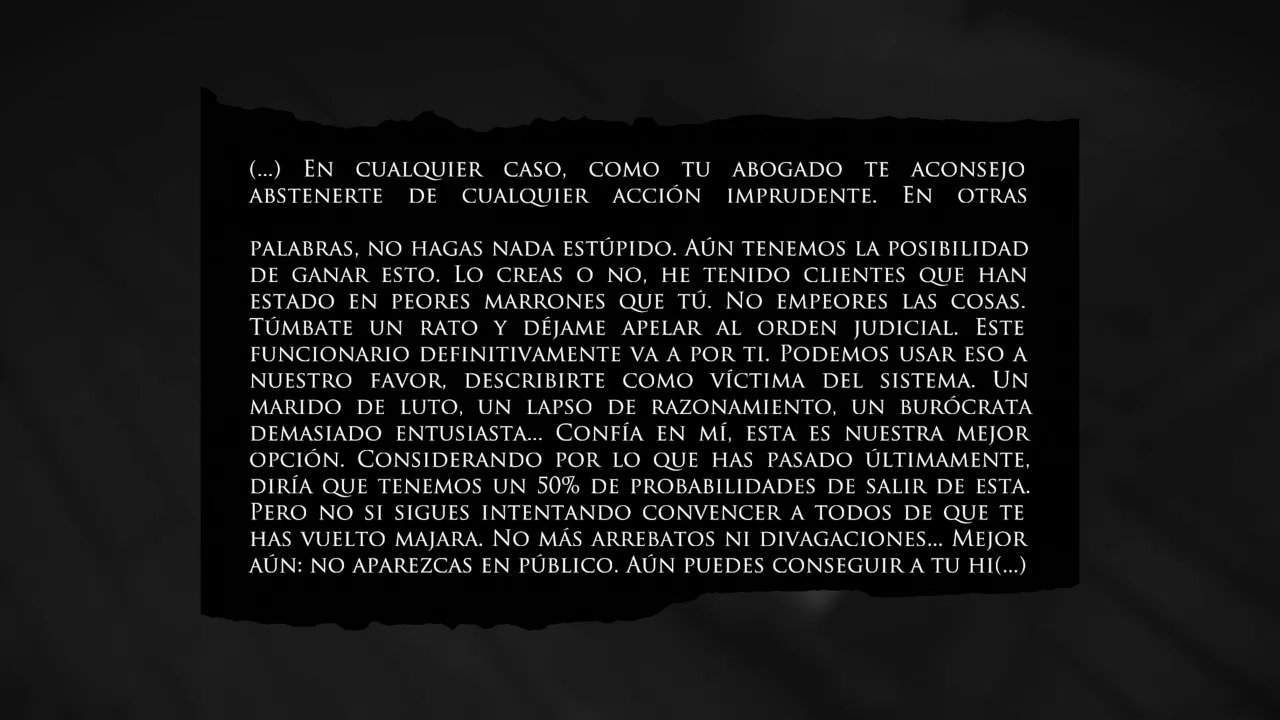 (...) En cualquier caso, como tu abogado te aconsejo
abstenerte de cualquier acción imprudente. En otras
palabras, no hagas nada estúpido. Aún tenemos la posibilidad
de ganar esto. Lo creas o no, he tenido clientes que han
estado en peores marrones que tú. No empeores las cosas.
Túmbate un rato y déjame apelar al orden judicial. Este
funcionario definitivamente va a por ti. Podemos usar eso a
nuestro favor, describirte como víctima del sistema. Un
marido de luto, un lapso de razonamiento, un burócrata
demasiado entusiasta... Confía en mí, esta es nuestra mejor
opción. Considerando por lo que has pasado últimamente,
diría que tenemos un 50% de probabilidades de salir de esta.
Pero no si sigues intentando convencer a todos de que te
has vuelto majara. No más arrebatos ni divagaciones... Mejor
aún: no aparezcas en público. Aún puedes conseguir a tu hi(...)